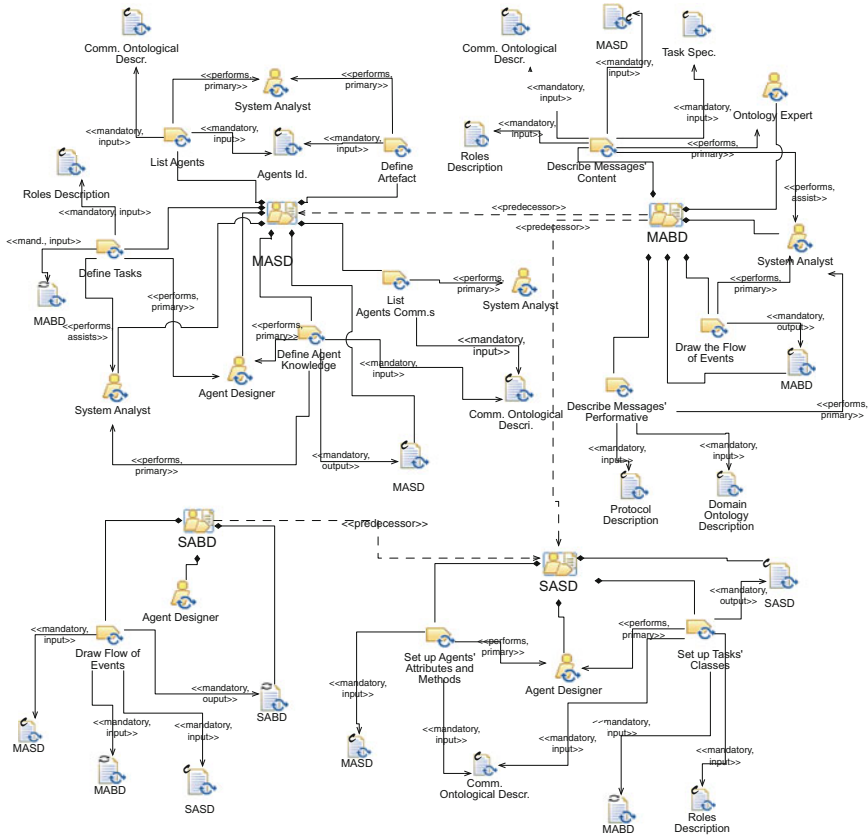 Comm. Ontological
Descr.
<<performs,
primary>>
<<performs,
primary>>
System Analyst
<<mandatory,
input>>
<<mandatory,
input>>
<<mandatory,
input>>
List Agents
Agents Id.
Define
Artefact
Roles Description
<<mandatory, input>>
<<mand., input>>
Define Tasks
MASD
MABD
<<performs,
primary>>
<<performs,
assists>>
<<performs,
primary>>
Define Agent
Knowledge
List
Agents Comm.s
<<performs,
primary>>
System Analyst
<<mandatory,
input>>
<<mandatory,
input>>
System Analyst
Agent Designer
Comm. Ontological
Descri.
<<performs,
primary>>
<<mandatory,
output>>
MASD
Comm. Ontological
Descr.
MASD
Task Spec.
<<mandatory,
input>>
<<mandatory,
input>>
<<mandatory,
input>>
Ontology Expert
Roles
Description
<<mandatory,
input>>
Describe Messages'
Content
<<performs,
primary>>
<<performs,
assist>>
<<predecessor>>
<<predecessor>>
MABD
System Analyst
<<performs,
primary>>
Draw the Flow
of Events
<<mandatory,
output>>
MABD
Describe Messages'
Performative
<<performs,
primary>>
<<mandatory,
input>>
<<mandatory,
input>>
Protocol
Description
Domain
Ontology
Description
SABD
<<predecessor>>
Agent Designer
<<mandatory,
input>>
Draw Flow of
Events
<<mandatory,
ouput>>
SABD
<<mandatory,
input>>
<<mandatory,
input>>
MASD
MABD
SASD
SASD
<<mandatory,
output>>
SASD
<<performs,
primary>>
<<performs,
primary>>
Set up Agents'
Attributes and
Methods
Agent Designer
Set up Tasks'
Classes
<<mandatory,
input>>
<<mandatory,
input>>
<<mandatory,
input>>
<<mandatory,
input>>
<<mandatory,
input>>
MASD
Comm.
Ontological Descr.
MABD
Roles
Description